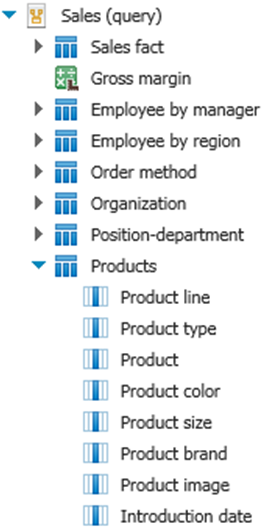 Sales (query)
Sales fact
Gross margin
Employee by manager
Employee by region
Order method
Organization
Position-department
Products
Product line
Product type
Product
Product color
Product size
Product brand
Product image
Introduction date